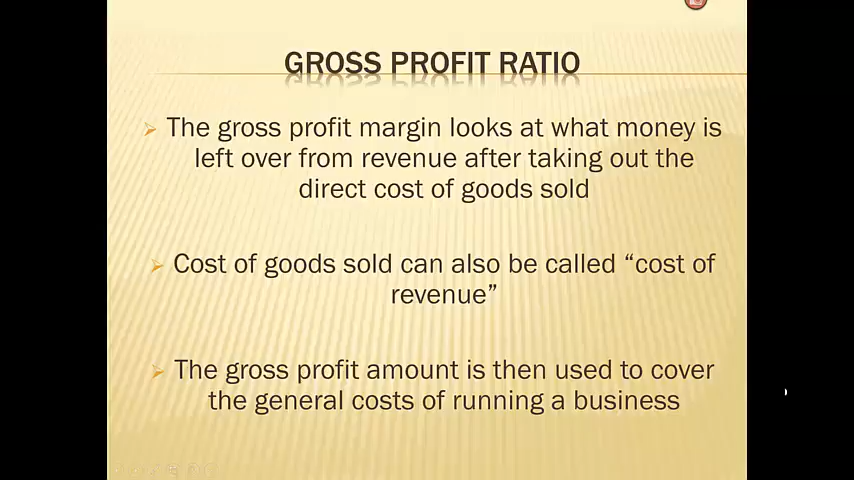 GROSS PROFIT RATIO
The gross profit margin looks at what money is
left over from revenue after taking out the
direct cost of goods sold
Cost of goods sold can also be called “cost of
revenue”
The gross profit amount is then used to cover
the general costs of running a business